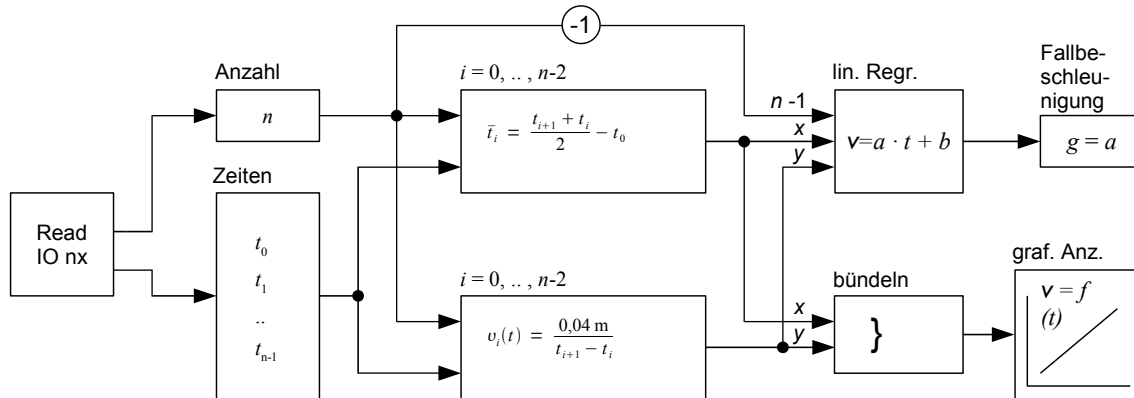 -1
Anzahl
n
i = 0, .. , n-2
t̄ᵢ = (tᵢ₊₁ + tᵢ)/2 − t₀
lin. Regr.
n -1
x
y
v=a · t + b
Fallbe-
schleu-
nigung
g = a
Zeiten
t₀
t₁
..
tₙ₋₁
Read
IO nx
i = 0, .. , n-2
υᵢ(t) = 0,04 m/(tᵢ₊₁ − tᵢ)
bündeln
x
y
}
graf. Anz.
v = f
(t)